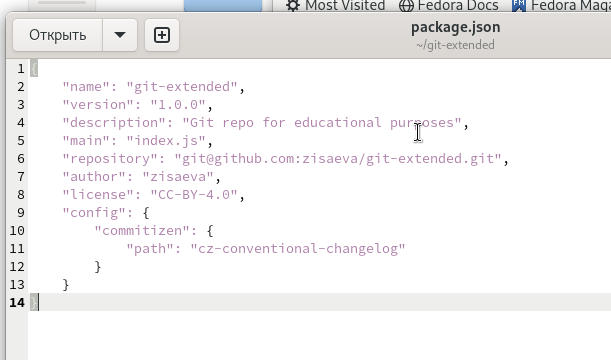 Most Visited Fedora Docs Fedora Maga
Открыть package.json
~/git-extended
1 {
2     "name": "git-extended",
3     "version": "1.0.0",
4     "description": "Git repo for educational purposes",
5     "main": "index.js",
6     "repository": "git@github.com:zisaeva/git-extended.git",
7     "author": "zisaeva",
8     "license": "CC-BY-4.0",
9     "config": {
10         "commitizen": {
11             "path": "cz-conventional-changelog"
12         }
13     }
14 }